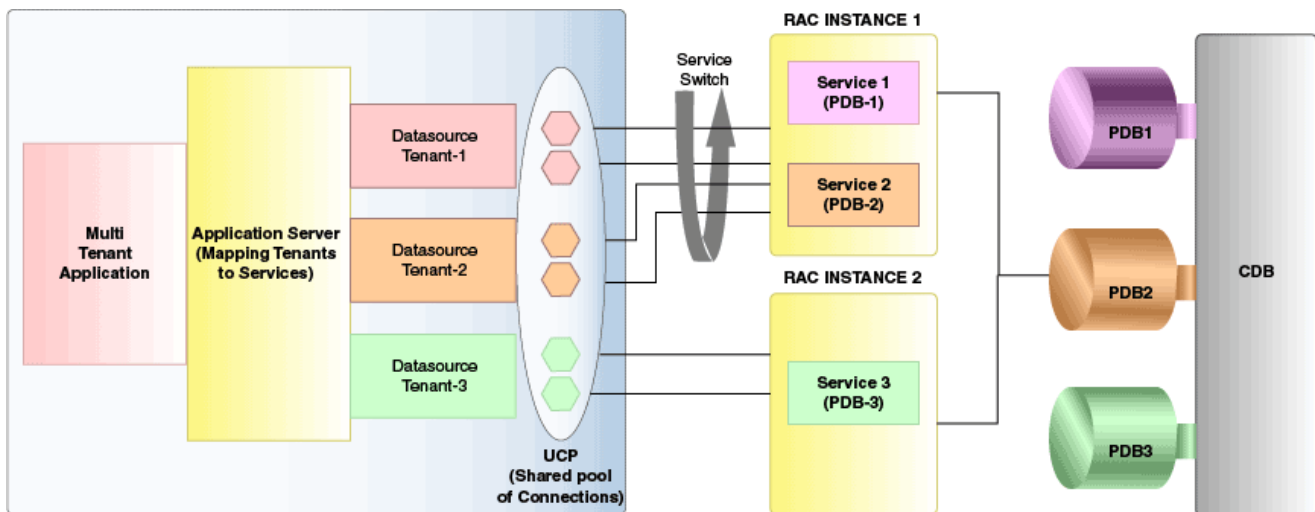 Multi
Tenant
Application
Application Server
(Mapping Tenants
to Services)
Datasource
Tenant-1
Datasource
Tenant-2
Datasource
Tenant-3
UCP
(Shared pool
of Connections)
Service
Switch
RAC INSTANCE 1
Service 1
(PDB-1)
Service 2
(PDB-2)
RAC INSTANCE 2
Service 3
(PDB-3)
PDB1
PDB2
PDB3
CDB